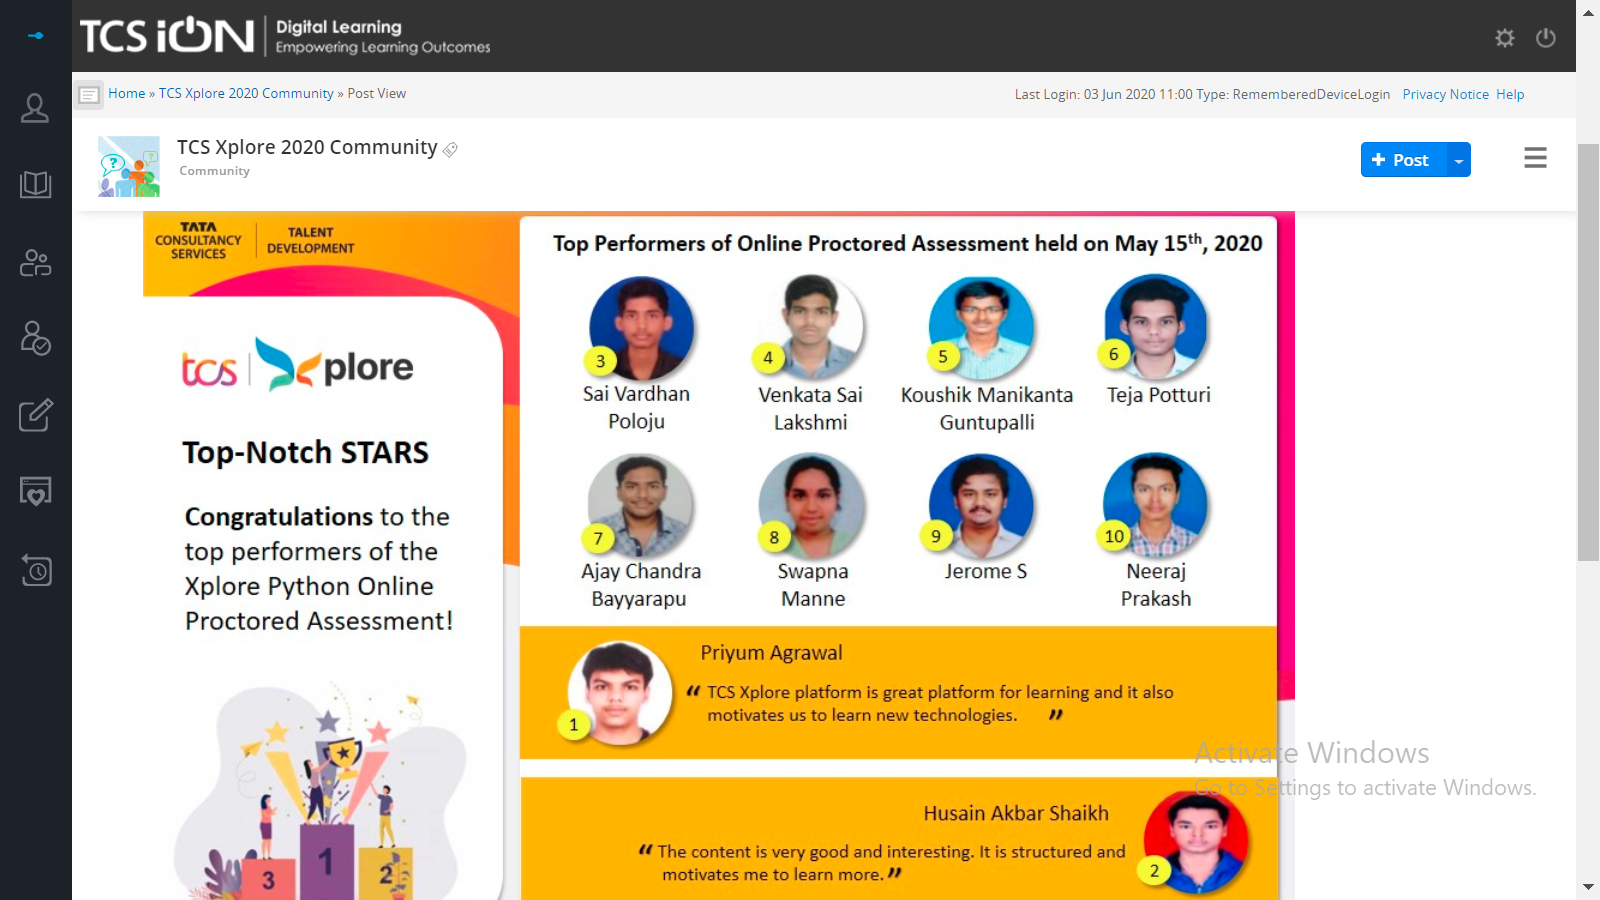 TCS iON
Digital Learning
Empowering Learning Outcomes
Home » TCS Xplore 2020 Community » Post View
Last Login: 03 Jun 2020 11:00 Type: RememberedDeviceLogin Privacy Notice Help
TCS Xplore 2020 Community
Community
+ Post
TATA
CONSULTANCY
SERVICES
TALENT
DEVELOPMENT
tcs Xplore
Top-Notch STARS
Congratulations to the
top performers of the
Xplore Python Online
Proctored Assessment!
3 1 2
Top Performers of Online Proctored Assessment held on May 15th, 2020
3
Sai Vardhan
Poloju
4
Venkata Sai
Lakshmi
5
Koushik Manikanta
Guntupalli
6
Teja Potturi
7
Ajay Chandra
Bayyarapu
8
Swapna
Manne
9
Jerome S
10
Neeraj
Prakash
1
Priyum Agrawal
“ TCS Xplore platform is great platform for learning and it also
motivates us to learn new technologies. ”
Husain Akbar Shaikh
“ The content is very good and interesting. It is structured and
motivates me to learn more. ”
2
Activate Windows
Go to Settings to activate Windows.